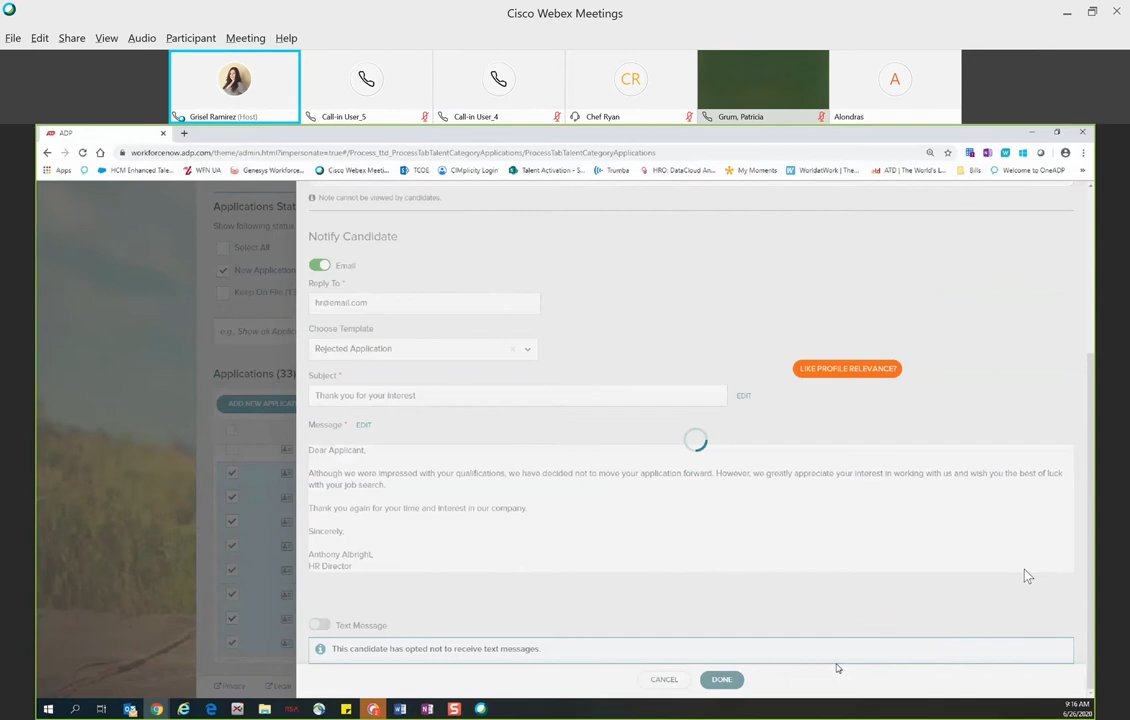 Cisco Webex Meetings
File Edit Share View Audio Participant Meeting Help
CR
A
Grisel Ramirez (Host)
Call-in User_5
Call-in User_4
Chef Ryan
Grum, Patricia
Alondras
ADP
workforcenow.adp.com/theme/admin.html?impersonate=true#/Process_ttd_ProcessTabTalentCategoryApplications/ProcessTabTalentCategoryApplications
Apps
HCM Enhanced Tale...
WFN UA
Genesys Workforce...
Cisco Webex Meeti...
TCOE
CIMplicity Login
Talent Activation - S...
Trumba
HRO: DataCloud An...
My Moments
WorldatWork | The...
ATD | The World's L...
Bills
Welcome to OneADP
»
Applications Stat
Show following status
Select All
New Application
Keep On File (13
e.g., Show all Applic
Applications (33)
ADD NEW APPLICA
Privacy
Legal
Note cannot be viewed by candidates.
Notify Candidate
Email
Reply To *
hr@email.com
Choose Template
Rejected Application
LIKE PROFILE RELEVANCE?
Subject *
Thank you for your interest
EDIT
Message * EDIT
Dear Applicant,
Although we were impressed with your qualifications, we have decided not to move your application forward. However, we greatly appreciate your interest in working with us and wish you the best of luck
with your job search.
Thank you again for your time and interest in our company.
Sincerely,
Anthony Albright,
HR Director
Text Message
This candidate has opted not to receive text messages.
CANCEL
DONE
9:16 AM
6/26/2020